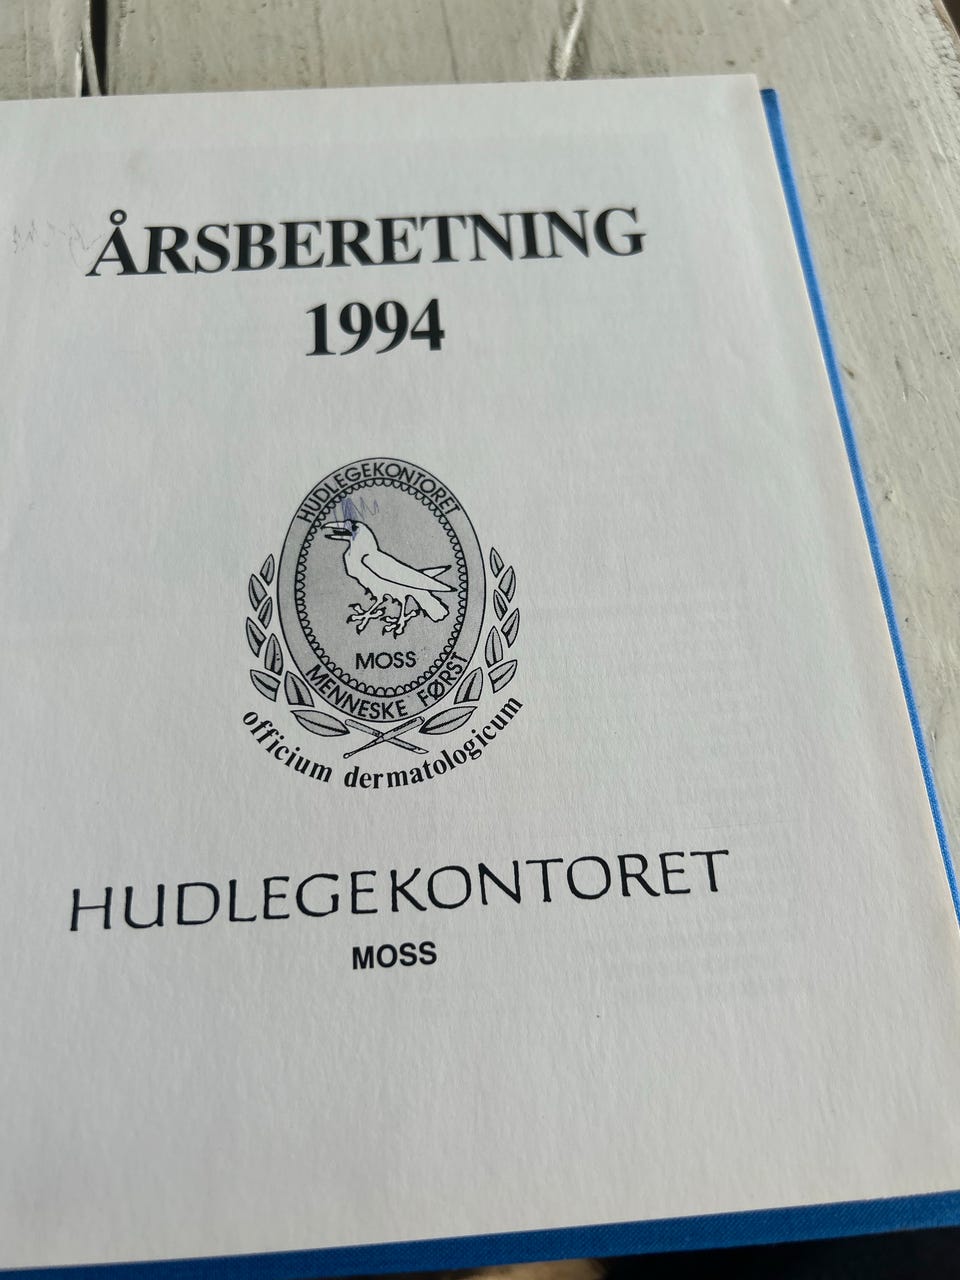 ÅRSBERETNING
1994
HUDLEGEKONTORET
MOSS
MENNESKE FØRST
officium dermatologicum
HUDLEGEKONTORET
MOSS